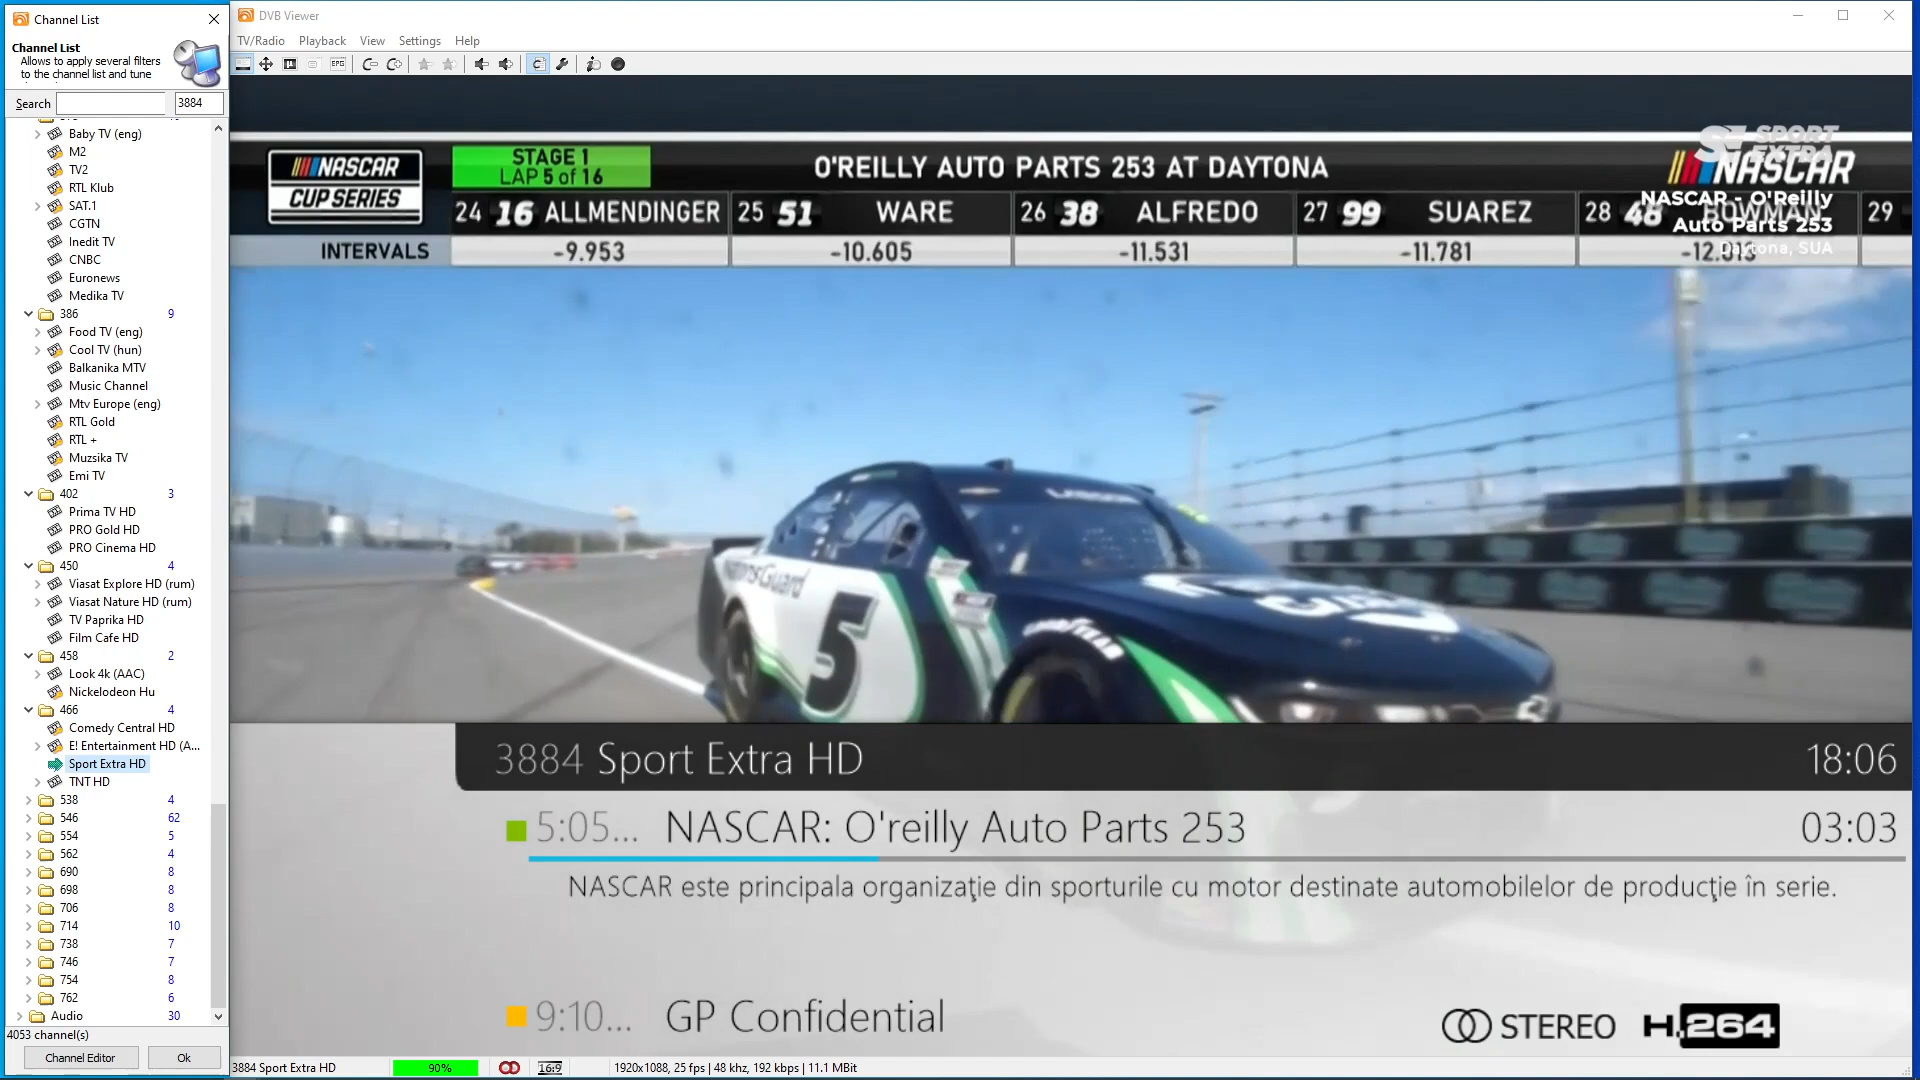 Channel List
Channel List
Allows to apply several filters
to the channel list and tune
Search
3884
Baby TV (eng)
M2
TV2
RTL Klub
SAT.1
CGTN
Inedit TV
CNBC
Euronews
Medika TV
386 9
Food TV (eng)
Cool TV (hun)
Balkanika MTV
Music Channel
Mtv Europe (eng)
RTL Gold
RTL +
Muzsika TV
Emi TV
402 3
Prima TV HD
PRO Gold HD
PRO Cinema HD
450 4
Viasat Explore HD (rum)
Viasat Nature HD (rum)
TV Paprika HD
Film Cafe HD
458 2
Look 4k (AAC)
Nickelodeon Hu
466 4
Comedy Central HD
E! Entertainment HD (A...
Sport Extra HD
TNT HD
538 4
546 62
554 5
562 4
690 8
698 8
706 8
714 10
738 7
746 7
754 8
762 6
Audio 30
4053 channel(s)
Channel Editor Ok
DVB Viewer
TV/Radio Playback View Settings Help
EPG
NASCAR
CUP SERIES
STAGE 1
LAP 5 of 16
O'REILLY AUTO PARTS 253 AT DAYTONA
SPORT
EXTRA
NASCAR
24 16 ALLMENDINGER 25 51 WARE 26 38 ALFREDO 27 99 SUAREZ 28 48 BOWMAN 29
NASCAR - O'Reilly
Auto Parts 253
Daytona, SUA
INTERVALS -9.953 -10.605 -11.531 -11.781
LARSON
NationsGuard
5
3884 Sport Extra HD 18:06
5:05... NASCAR: O'reilly Auto Parts 253 03:03
NASCAR este principala organizaţie din sporturile cu motor destinate automobilelor de producţie în serie.
9:10... GP Confidential
STEREO H.264
3884 Sport Extra HD 90% 16:9 1920x1088, 25 fps | 48 khz, 192 kbps | 11.1 MBit